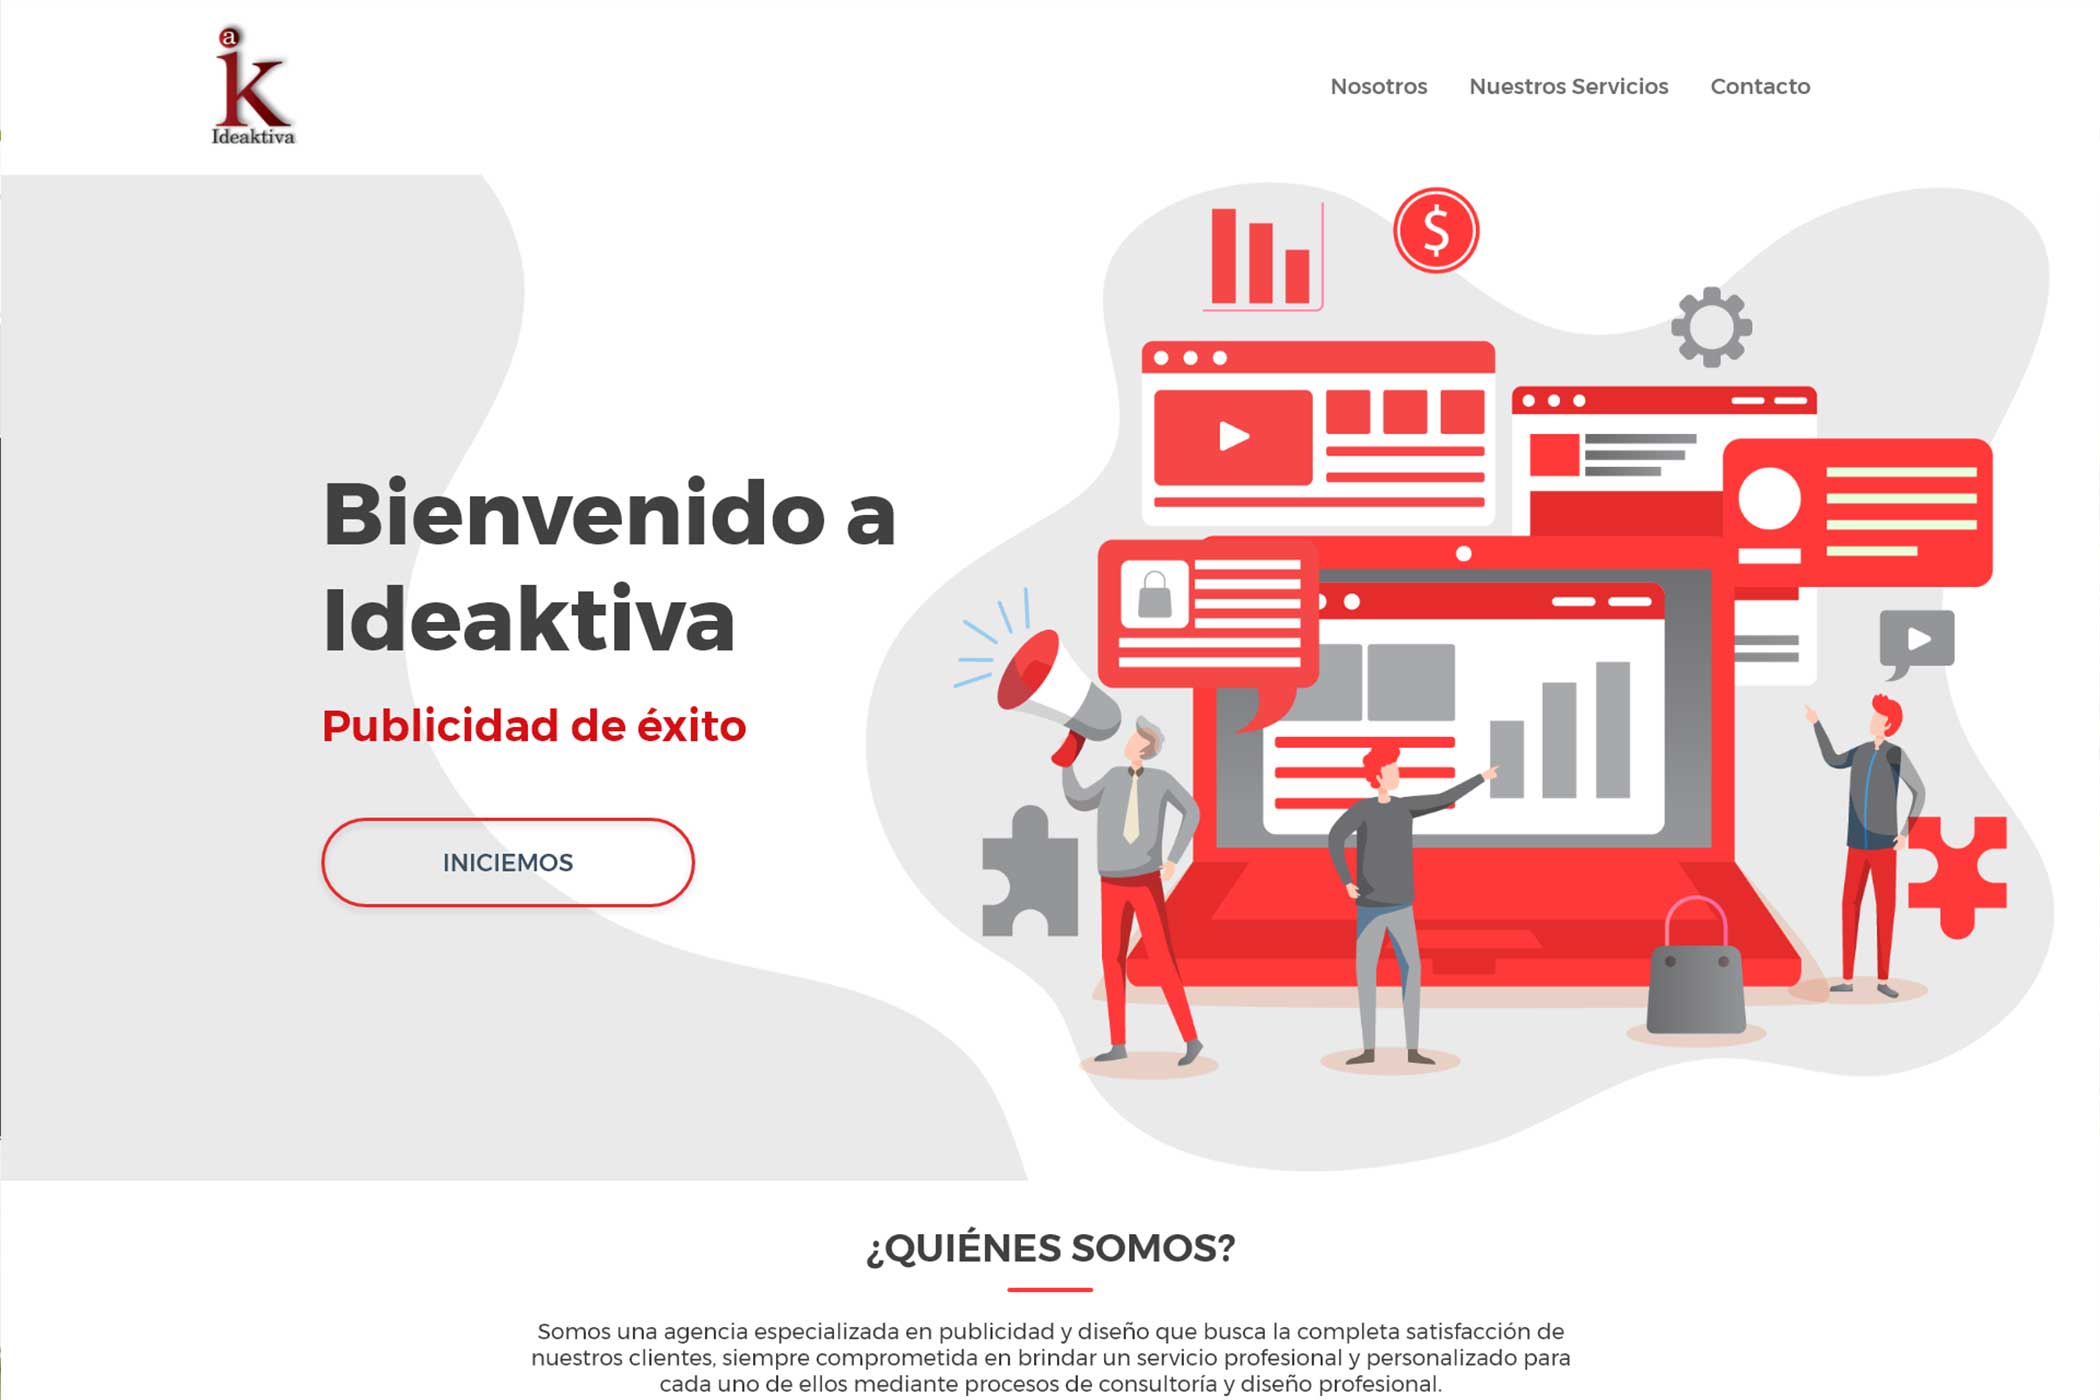 a
ik
Ideaktiva
Nosotros Nuestros Servicios Contacto
$
Bienvenido a
Ideaktiva
Publicidad de éxito
INICIEMOS
¿QUIÉNES SOMOS?
Somos una agencia especializada en publicidad y diseño que busca la completa satisfacción de
nuestros clientes, siempre comprometida en brindar un servicio profesional y personalizado para
cada uno de ellos mediante procesos de consultoría y diseño profesional.